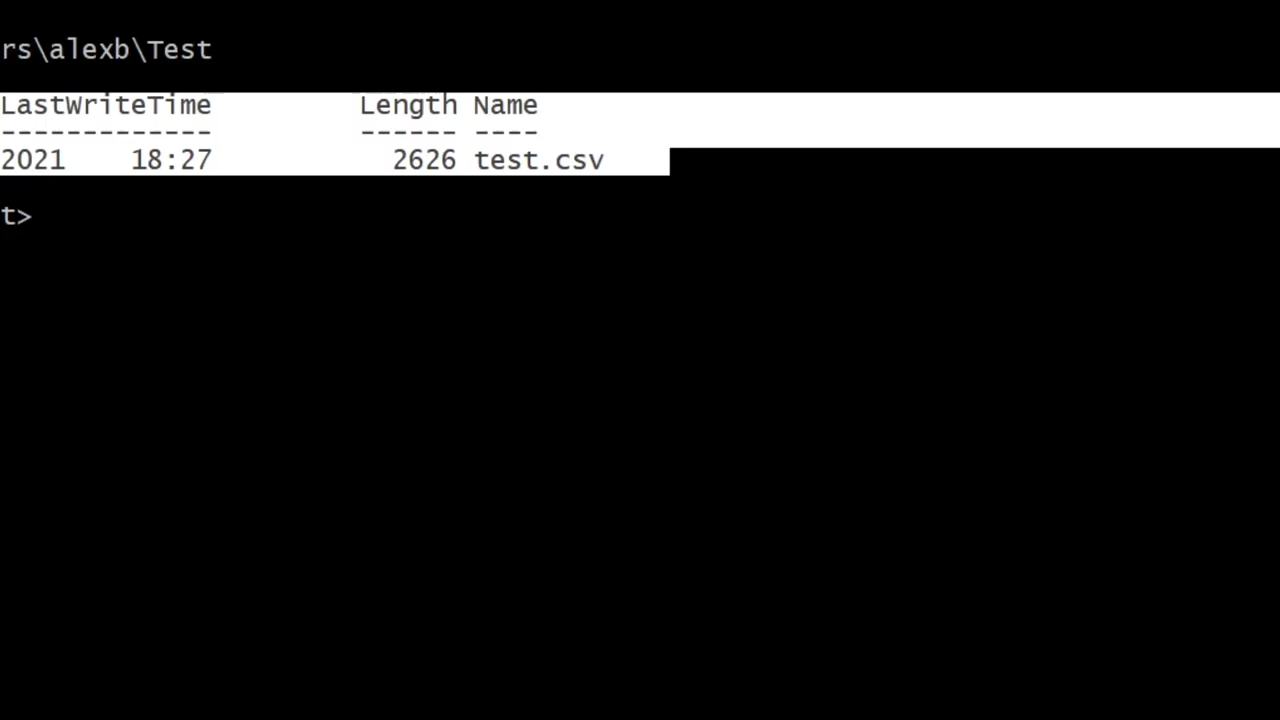 rs\alexb\Test
LastWriteTime         Length Name
-------------         ------ ----
2021    18:27           2626 test.csv
t>